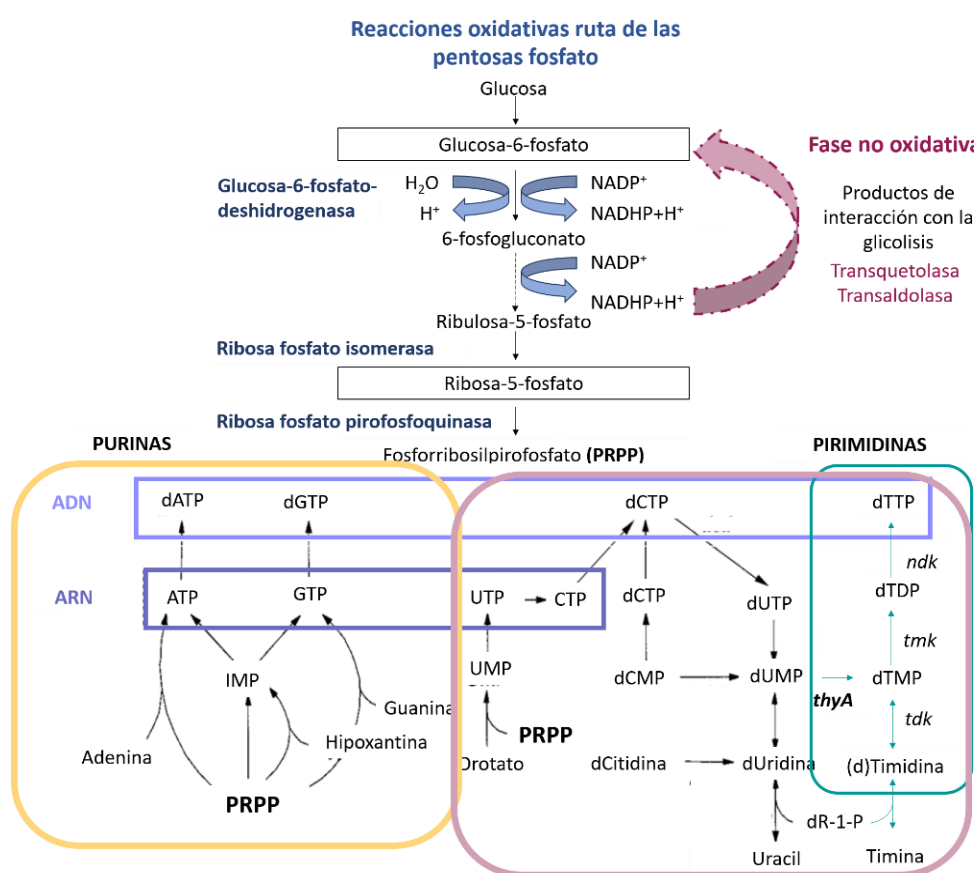 Reacciones oxidativas ruta de las
pentosas fosfato
Glucosa
Glucosa-6-fosfato
Fase no oxidativa
Glucosa-6-fosfato-
deshidrogenasa
H₂O
H⁺
NADP⁺
NADHP+H⁺
6-fosfogluconato
Productos de
interacción con la
glicolisis
Transquetolasa
Transaldolasa
NADP⁺
NADHP+H⁺
Ribulosa-5-fosfato
Ribosa fosfato isomerasa
Ribosa-5-fosfato
Ribosa fosfato pirofosfoquinasa
PURINAS
Fosforribosilpirofosfato (PRPP)
PIRIMIDINAS
ADN
dATP
dGTP
dCTP
dTTP
ndk
ARN
ATP
GTP
UTP
CTP
dCTP
dUTP
dTDP
tmk
IMP
UMP
dCMP
dUMP
thyA
dTMP
tdk
Guanina
Adenina
Hipoxantina
PRPP
Orotato
dCitidina
dUridina
(d)Timidina
PRPP
dR-1-P
Uracil
Timina